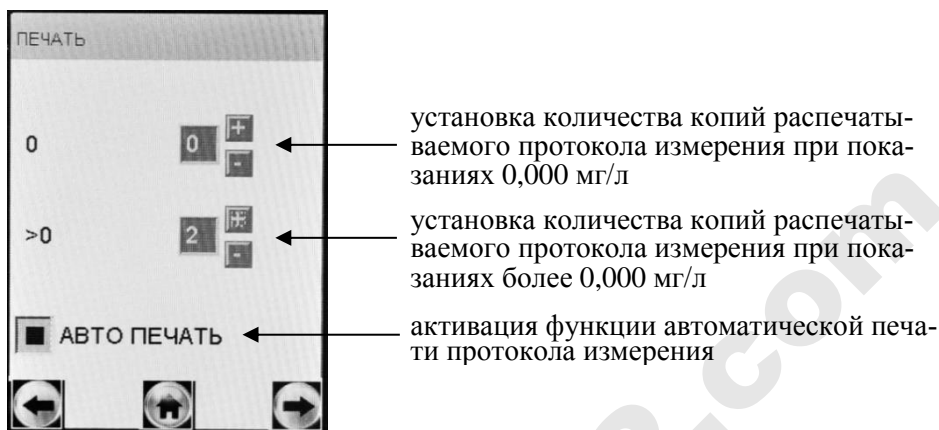 ПЕЧАТЬ
0 0 + -
установка количества копий распечаты-
ваемого протокола измерения при пока-
заниях 0,000 мг/л
>0 2 + -
установка количества копий распечаты-
ваемого протокола измерения при пока-
заниях более 0,000 мг/л
АВТО ПЕЧАТЬ
активация функции автоматической печа-
ти протокола измерения